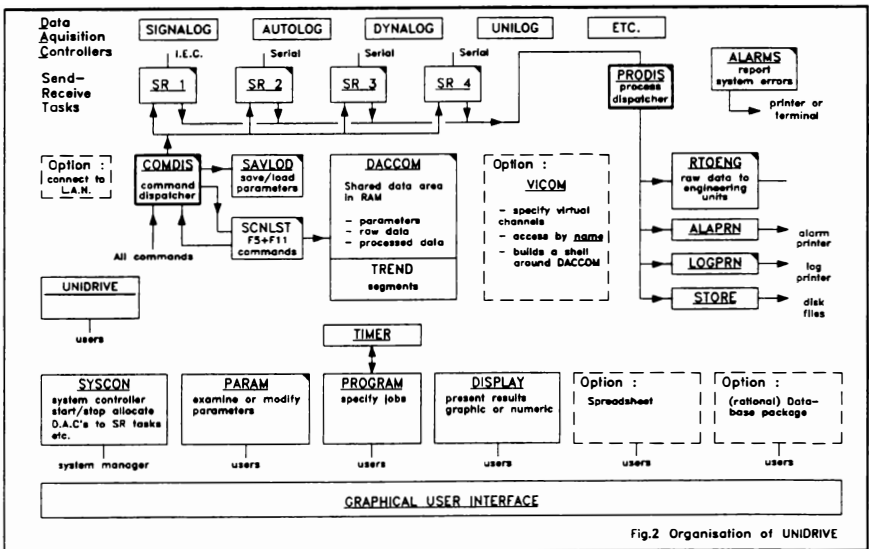 Data
Aquisition
Controllers
SIGNALOG
AUTOLOG
DYNALOG
UNILOG
ETC.
I.E.C.
Serial
Serial
Serial
Send-
Receive
Tasks
SR 1
SR 2
SR 3
SR 4
PRODIS
process
dispatcher
ALARMS
report
system errors
printer or
terminal
Option :
connect to
L.A.N.
COMDIS
command
dispatcher
All commands
SAVLOD
save/load
parameters
SCNLST
F5+F11
commands
DACCOM
Shared data area
in RAM
- parameters
- raw data
- processed data
TREND
segments
Option :
VICOM
- specify virtual
channels
- access by name
- builds a shell
around DACCOM
RTOENG
raw data to
engineering
units
ALAPRN
alarm
printer
LOGPRN
log
printer
STORE
disk
files
UNIDRIVE
users
TIMER
SYSCON
system controller
start/stop allocate
D.A.C's to SR tasks
etc.
system manager
PARAM
examine or modify
parameters
users
PROGRAM
specify jobs
users
DISPLAY
present results
graphic or numeric
users
Option :
Spreadsheet
users
Option :
(rational) Data-
base package
users
GRAPHICAL USER INTERFACE
Fig.2 Organisation of UNIDRIVE